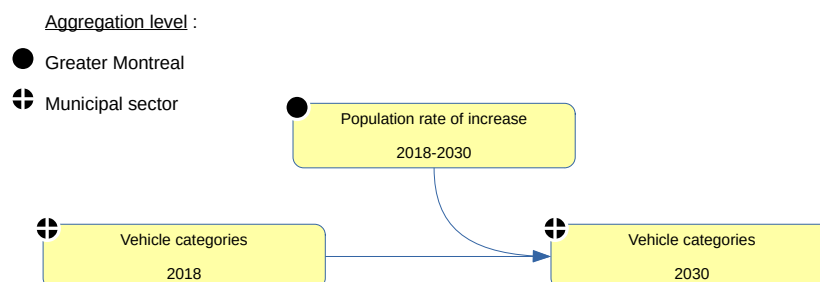 Aggregation level :
Greater Montreal
Municipal sector
Population rate of increase
2018-2030
Vehicle categories
2018
Vehicle categories
2030